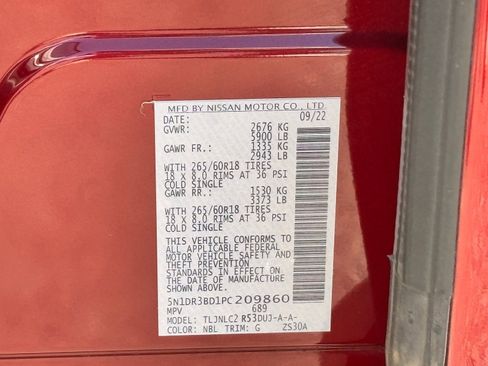 MFD BY NISSAN MOTOR CO., LTD.
DATE: 09/22
GVWR: 2676 KG
5900 LB
GAWR FR.: 1335 KG
2943 LB
WITH 265/60R18 TIRES
18 X 8.0 RIMS AT 36 PSI
COLD SINGLE
GAWR RR.: 1530 KG
3373 LB
WITH 265/60R18 TIRES
18 X 8.0 RIMS AT 36 PSI
COLD SINGLE
THIS VEHICLE CONFORMS TO
ALL APPLICABLE FEDERAL
MOTOR VEHICLE SAFETY
AND THEFT PREVENTION
STANDARDS IN EFFECT ON
THE DATE OF MANUFACTURE
SHOWN ABOVE.
5N1DR3BD1PC209860
MPV 689
MODEL: TLJNLC2 R53DUJ-A-A-
COLOR: NBL TRIM: G ZS30A